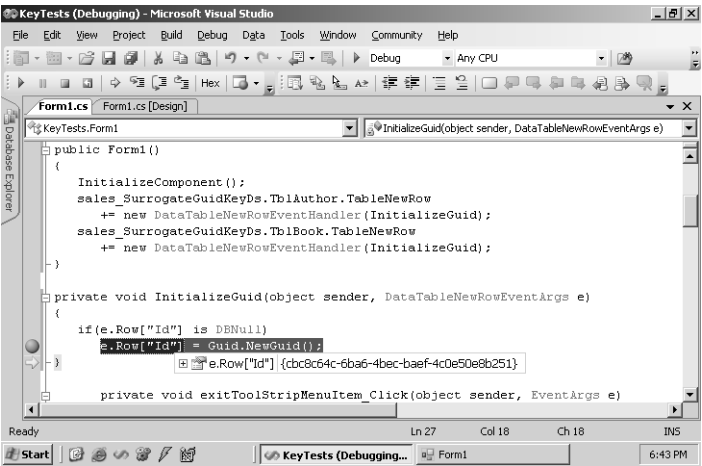 KeyTests (Debugging) - Microsoft Visual Studio
File Edit View Project Build Debug Data Tools Window Community Help
Debug Any CPU
Hex
Form1.cs Form1.cs [Design]
Database Explorer
KeyTests.Form1 InitializeGuid(object sender, DataTableNewRowEventArgs e)
public Form1()
{
InitializeComponent();
sales_SurrogateGuidKeyDs.TblAuthor.TableNewRow
+= new DataTableNewRowEventHandler(InitializeGuid);
sales_SurrogateGuidKeyDs.TblBook.TableNewRow
+= new DataTableNewRowEventHandler(InitializeGuid);
}
private void InitializeGuid(object sender, DataTableNewRowEventArgs e)
{
if(e.Row["Id"] is DBNull)
e.Row["Id"] = Guid.NewGuid();
}
e.Row["Id"] {cbc8c64c-6ba6-4bec-baef-4c0e50e8b251}
private void exitToolStripMenuItem_Click(object sender, EventArgs e)
Ready Ln 27 Col 18 Ch 18 INS
Start KeyTests (Debugging... Form1 6:43 PM